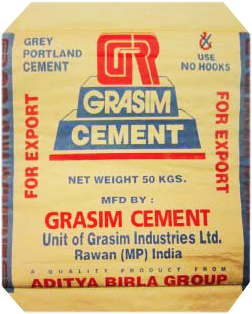 GR
GREY
PORTLAND
CEMENT
USE
NO HOOKS
FOR EXPORT
FOR EXPORT
GRASIM
CEMENT
NET WEIGHT 50 KGS.
MFD BY :
GRASIM CEMENT
Unit of Grasim Industries Ltd.
Rawan (MP) India
A QUALITY PRODUCT FROM
ADITYA BIRLA GROUP